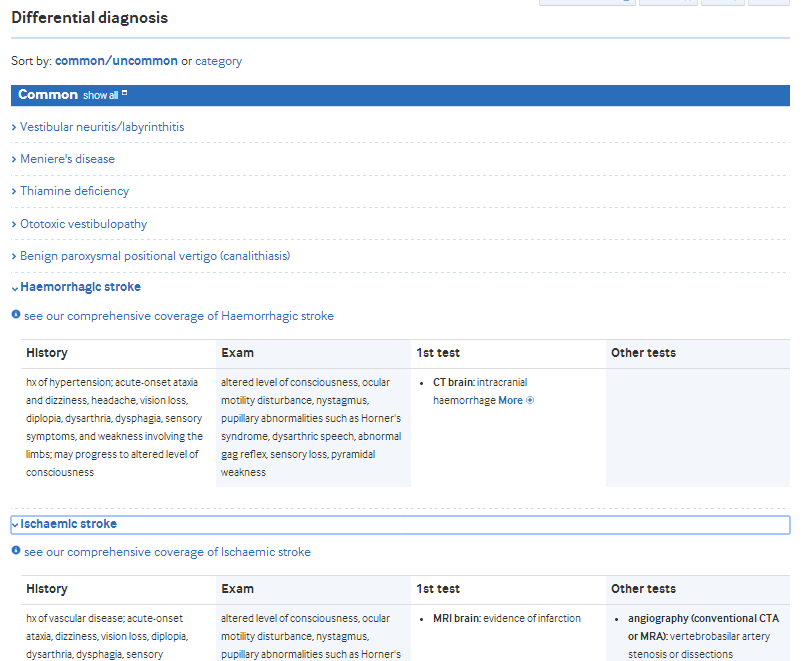 Differential diagnosis
Sort by: common/uncommon or category
Common show all
Vestibular neuritis/labyrinthitis
Meniere's disease
Thiamine deficiency
Ototoxic vestibulopathy
Benign paroxysmal positional vertigo (canalithiasis)
Haemorrhagic stroke
see our comprehensive coverage of Haemorrhagic stroke
History Exam 1st test Other tests
hx of hypertension; acute-onset ataxia
and dizziness, headache, vision loss,
diplopia, dysarthria, dysphagia, sensory
symptoms, and weakness involving the
limbs; may progress to altered level of
consciousness
altered level of consciousness, ocular
motility disturbance, nystagmus,
pupillary abnormalities such as Horner's
syndrome, dysarthric speech, abnormal
gag reflex, sensory loss, pyramidal
weakness
• CT brain: intracranial
haemorrhage More
Ischaemic stroke
see our comprehensive coverage of Ischaemic stroke
History Exam 1st test Other tests
hx of vascular disease; acute-onset
ataxia, dizziness, vision loss, diplopia,
dysarthria, dysphagia, sensory
altered level of consciousness, ocular
motility disturbance, nystagmus,
pupillary abnormalities such as Horner's
• MRI brain: evidence of infarction
• angiography (conventional CTA
or MRA): vertebrobasilar artery
stenosis or dissections